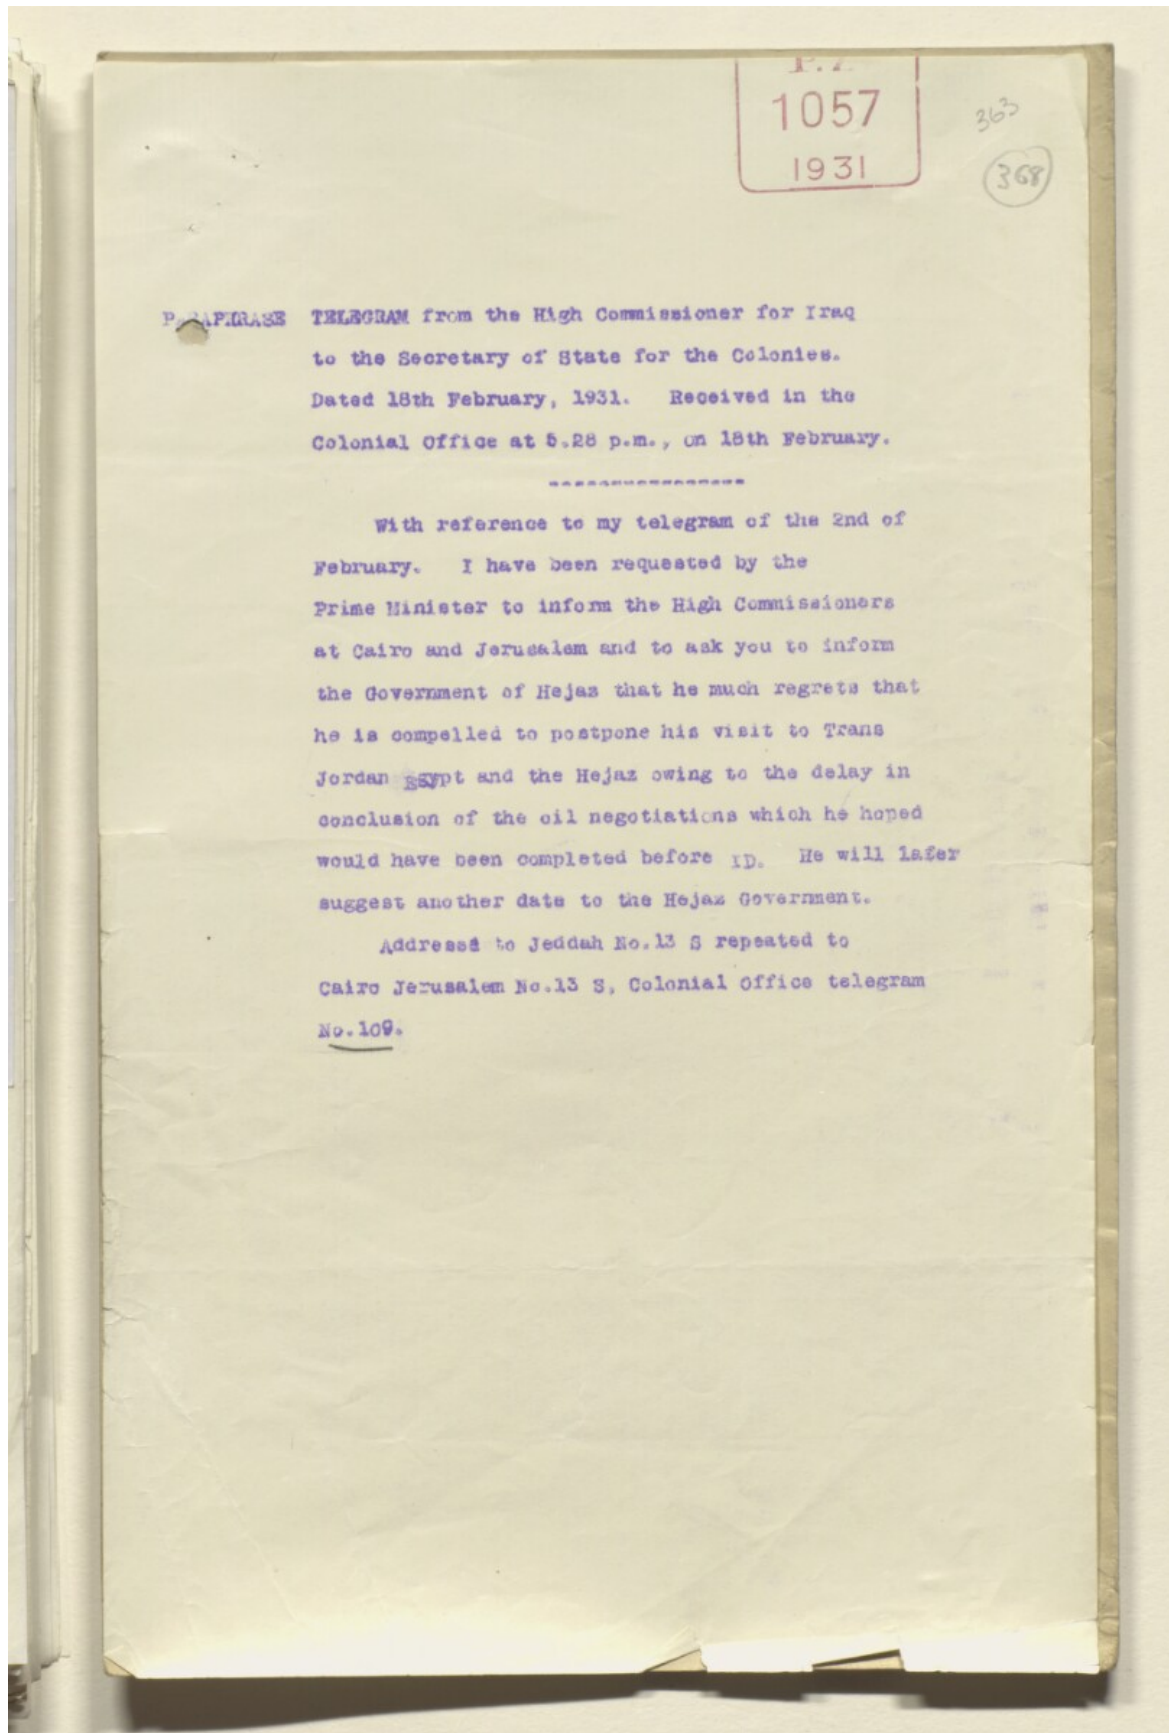 P.Z.
1057
1931
363
368
PARAPHRASE TELEGRAM from the High Commissioner for Iraq
to the Secretary of State for the Colonies.
Dated 18th February, 1931. Received in the
Colonial Office at 5.28 p.m., on 18th February.
----------------
With reference to my telegram of the 2nd of
February. I have been requested by the
Prime Minister to inform the High Commissioners
at Cairo and Jerusalem and to ask you to inform
the Government of Hejaz that he much regrets that
he is compelled to postpone his visit to Trans
Jordan Egypt and the Hejaz owing to the delay in
conclusion of the oil negotiations which he hoped
would have been completed before ID. He will later
suggest another date to the Hejaz Government.
Addressed to Jeddah No.13 S repeated to
Cairo Jerusalem No.13 S, Colonial Office telegram
No.109.